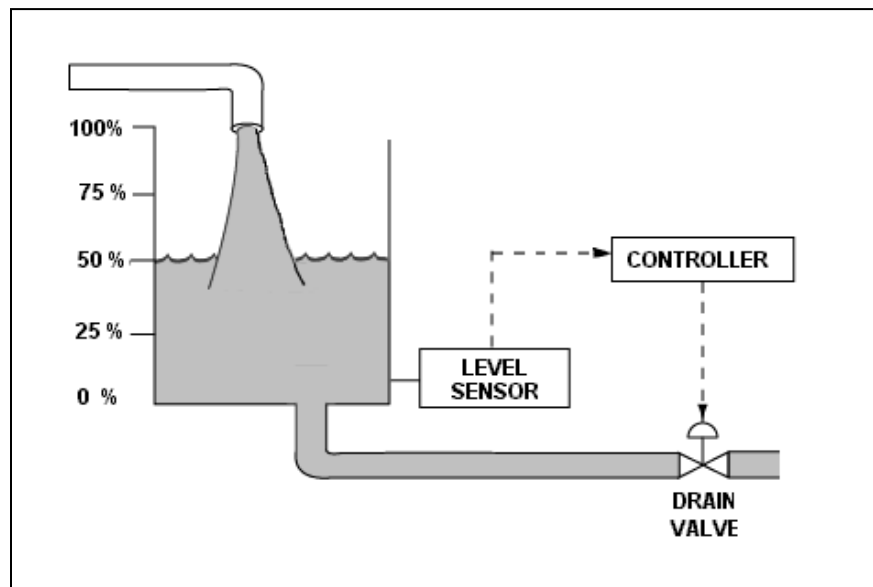 100%
75 %
50 %
25 %
0 %
CONTROLLER
LEVEL
SENSOR
DRAIN
VALVE